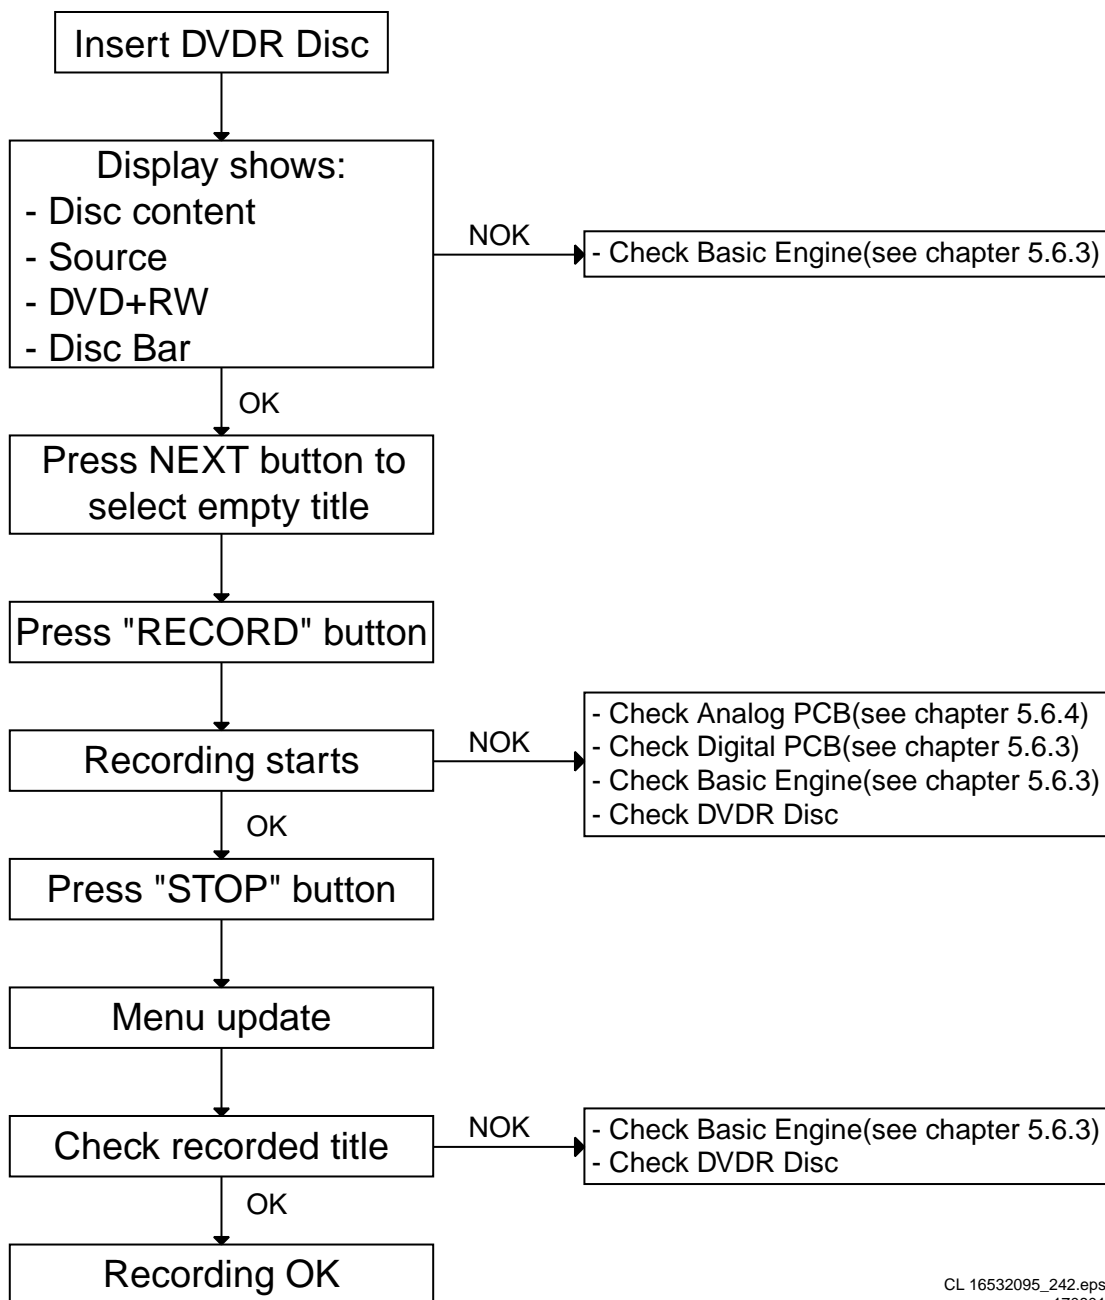 Insert DVDR Disc
Display shows:
- Disc content
- Source
- DVD+RW
- Disc Bar
NOK
- Check Basic Engine(see chapter 5.6.3)
OK
Press NEXT button to
select empty title
Press "RECORD" button
Recording starts
NOK
- Check Analog PCB(see chapter 5.6.4)
- Check Digital PCB(see chapter 5.6.3)
- Check Basic Engine(see chapter 5.6.3)
- Check DVDR Disc
OK
Press "STOP" button
Menu update
Check recorded title
NOK
- Check Basic Engine(see chapter 5.6.3)
- Check DVDR Disc
OK
Recording OK
CL 16532095_242.eps